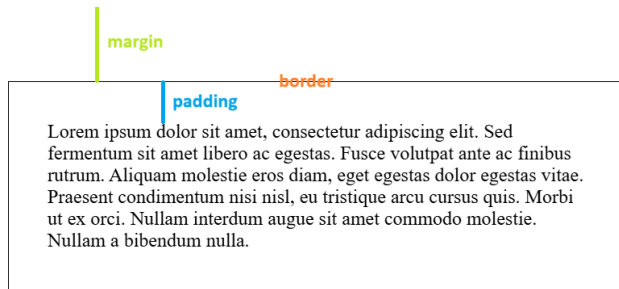 margin
border
padding
Lorem ipsum dolor sit amet, consectetur adipiscing elit. Sed
fermentum sit amet libero ac egestas. Fusce volutpat ante ac finibus
rutrum. Aliquam molestie eros diam, eget egestas dolor egestas vitae.
Praesent condimentum nisi nisl, eu tristique arcu cursus quis. Morbi
ut ex orci. Nullam interdum augue sit amet commodo molestie.
Nullam a bibendum nulla.